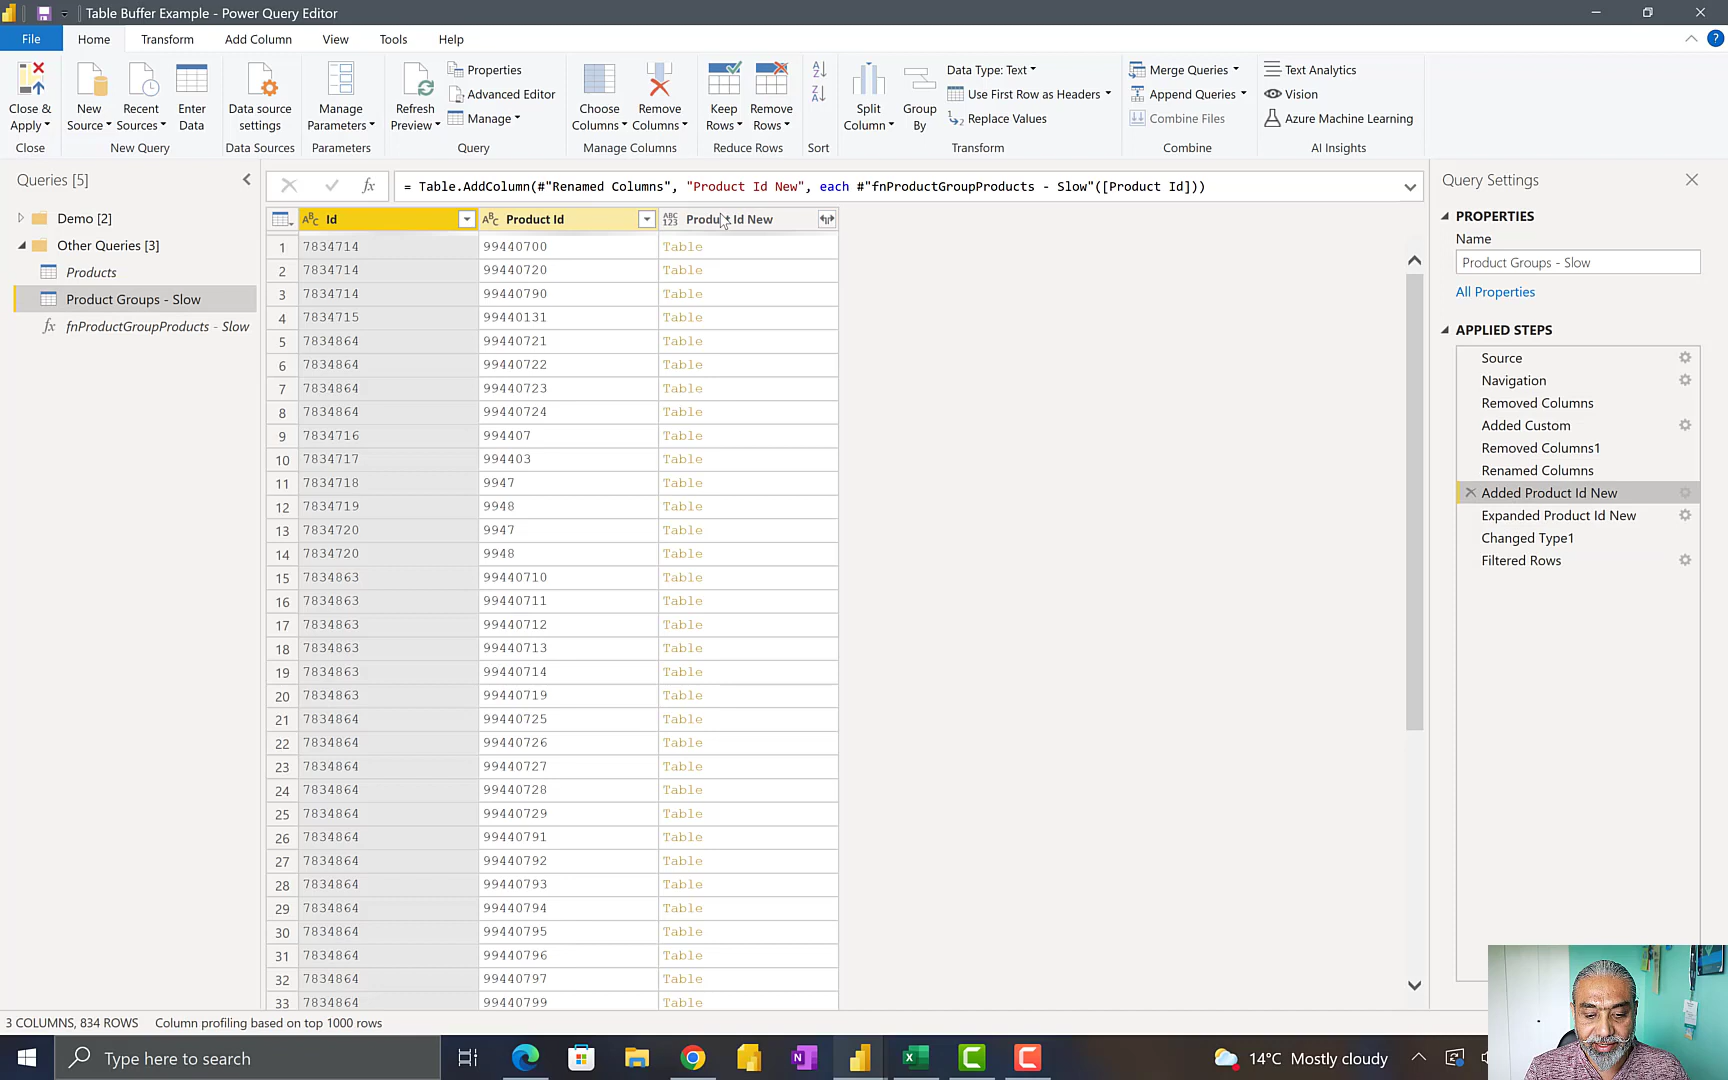 Table Buffer Example - Power Query Editor
File Home Transform Add Column View Tools Help
Close & Apply
New Source
Recent Sources
Enter Data
Data source settings
Manage Parameters
Refresh Preview
Properties
Advanced Editor
Manage
Choose Columns
Remove Columns
Keep Rows
Remove Rows
Split Column
Group By
Data Type: Text
Use First Row as Headers
Replace Values
Merge Queries
Append Queries
Combine Files
Text Analytics
Vision
Azure Machine Learning
Close New Query Data Sources Parameters Query Manage Columns Reduce Rows Sort Transform Combine AI Insights
Queries [5]
Demo [2]
Other Queries [3]
Products
Product Groups - Slow
fx fnProductGroupProducts - Slow
fx = Table.AddColumn(#"Renamed Columns", "Product Id New", each #"fnProductGroupProducts - Slow"([Product Id]))
Id Product Id Product Id New
1 7834714 99440700 Table
2 7834714 99440720 Table
3 7834714 99440790 Table
4 7834715 99440131 Table
5 7834864 99440721 Table
6 7834864 99440722 Table
7 7834864 99440723 Table
8 7834864 99440724 Table
9 7834716 994407 Table
10 7834717 994403 Table
11 7834718 9947 Table
12 7834719 9948 Table
13 7834720 9947 Table
14 7834720 9948 Table
15 7834863 99440710 Table
16 7834863 99440711 Table
17 7834863 99440712 Table
18 7834863 99440713 Table
19 7834863 99440714 Table
20 7834863 99440719 Table
21 7834864 99440725 Table
22 7834864 99440726 Table
23 7834864 99440727 Table
24 7834864 99440728 Table
25 7834864 99440729 Table
26 7834864 99440791 Table
27 7834864 99440792 Table
28 7834864 99440793 Table
29 7834864 99440794 Table
30 7834864 99440795 Table
31 7834864 99440796 Table
32 7834864 99440797 Table
33 7834864 99440799 Table
Query Settings
PROPERTIES
Name
Product Groups - Slow
All Properties
APPLIED STEPS
Source
Navigation
Removed Columns
Added Custom
Removed Columns1
Renamed Columns
Added Product Id New
Expanded Product Id New
Changed Type1
Filtered Rows
3 COLUMNS, 834 ROWS Column profiling based on top 1000 rows
Type here to search
14°C Mostly cloudy